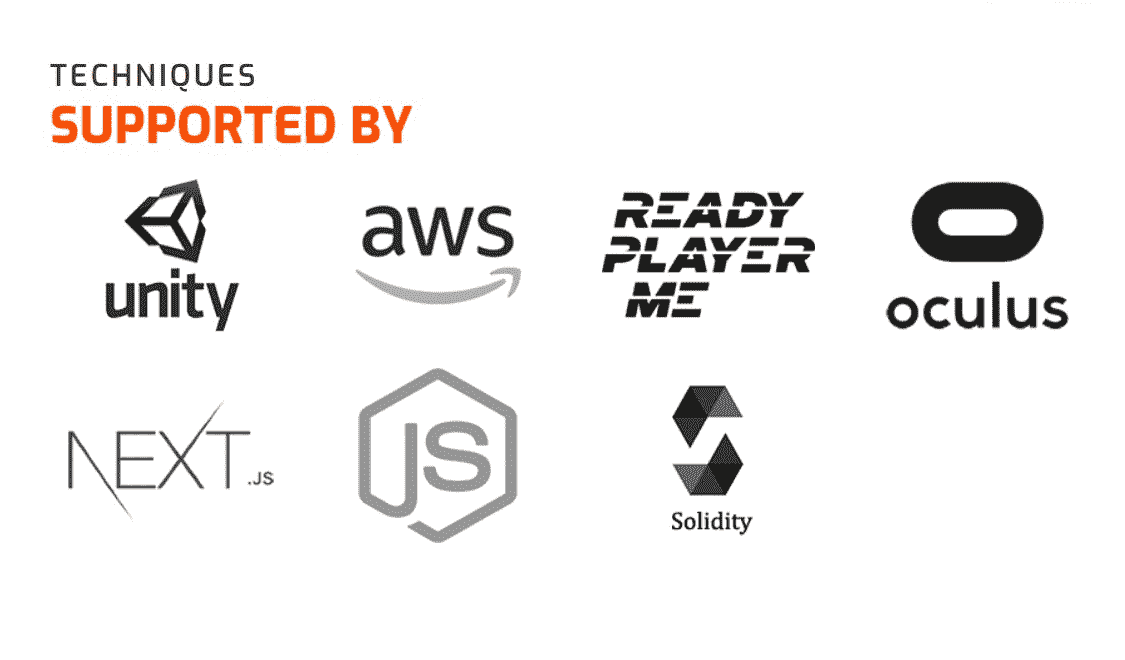 TECHNIQUES
SUPPORTED BY
unity
aws
READY
PLAYER
ME
oculus
NEXT.JS
JS
Solidity